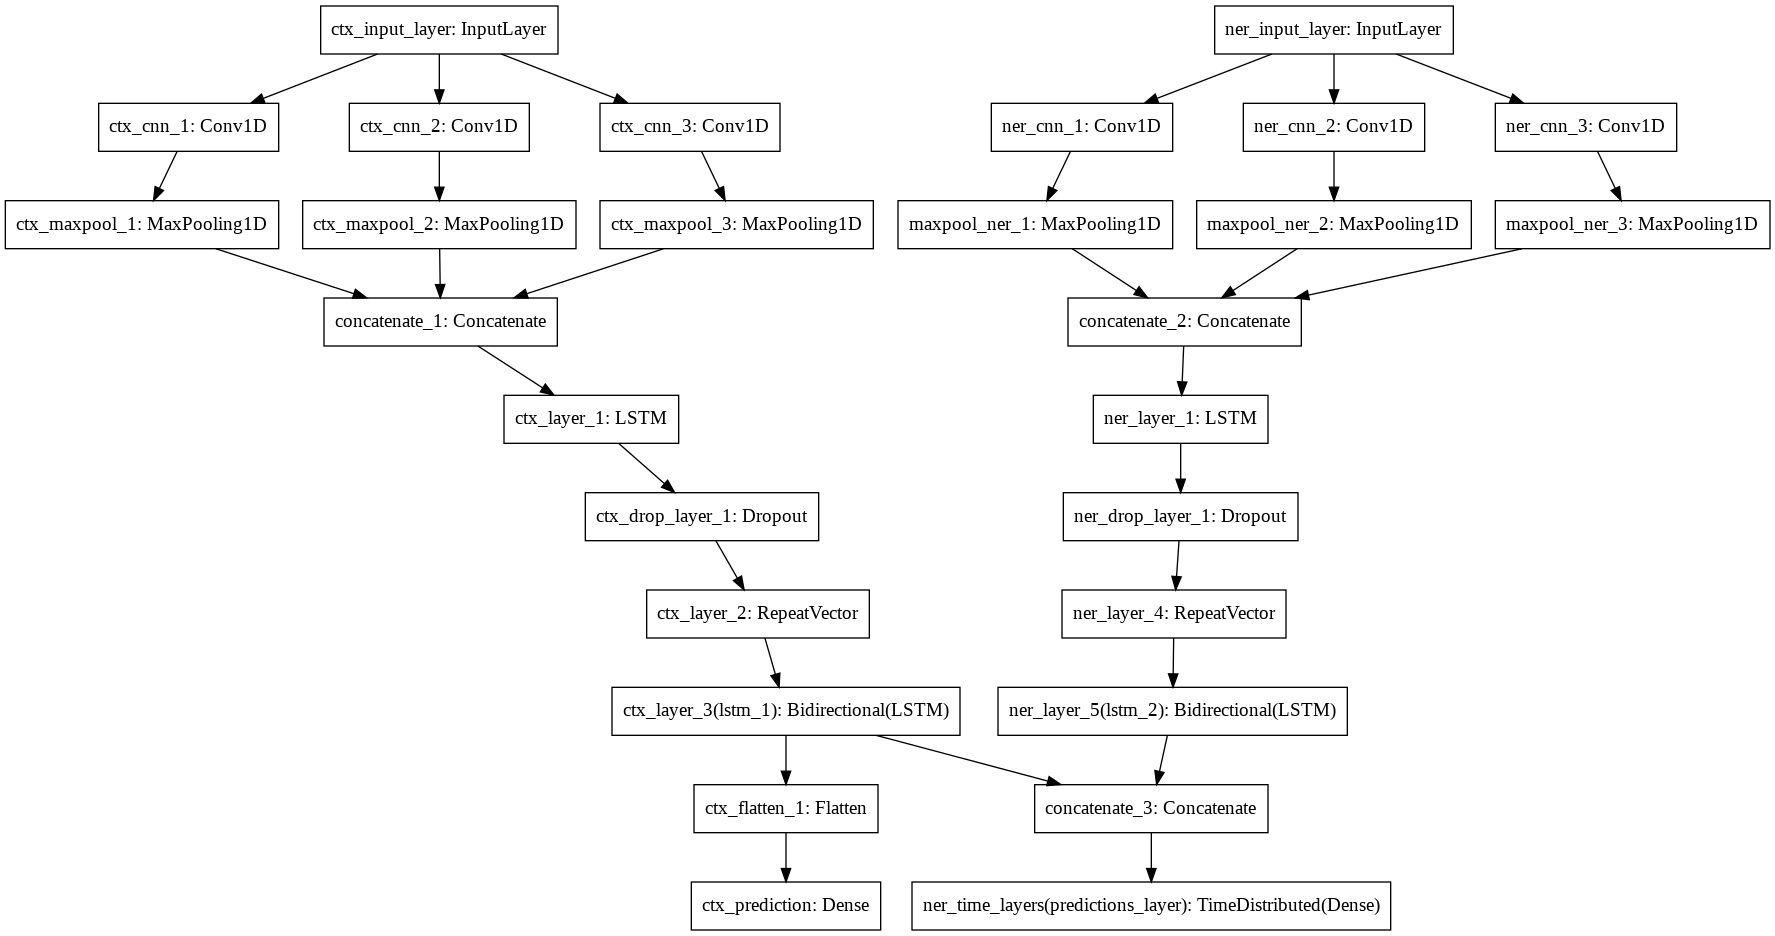 ctx_input_layer: InputLayer
ner_input_layer: InputLayer
ctx_cnn_1: Conv1D
ctx_cnn_2: Conv1D
ctx_cnn_3: Conv1D
ner_cnn_1: Conv1D
ner_cnn_2: Conv1D
ner_cnn_3: Conv1D
ctx_maxpool_1: MaxPooling1D
ctx_maxpool_2: MaxPooling1D
ctx_maxpool_3: MaxPooling1D
maxpool_ner_1: MaxPooling1D
maxpool_ner_2: MaxPooling1D
maxpool_ner_3: MaxPooling1D
concatenate_1: Concatenate
concatenate_2: Concatenate
ctx_layer_1: LSTM
ner_layer_1: LSTM
ctx_drop_layer_1: Dropout
ner_drop_layer_1: Dropout
ctx_layer_2: RepeatVector
ner_layer_4: RepeatVector
ctx_layer_3(lstm_1): Bidirectional(LSTM)
ner_layer_5(lstm_2): Bidirectional(LSTM)
ctx_flatten_1: Flatten
concatenate_3: Concatenate
ctx_prediction: Dense
ner_time_layers(predictions_layer): TimeDistributed(Dense)